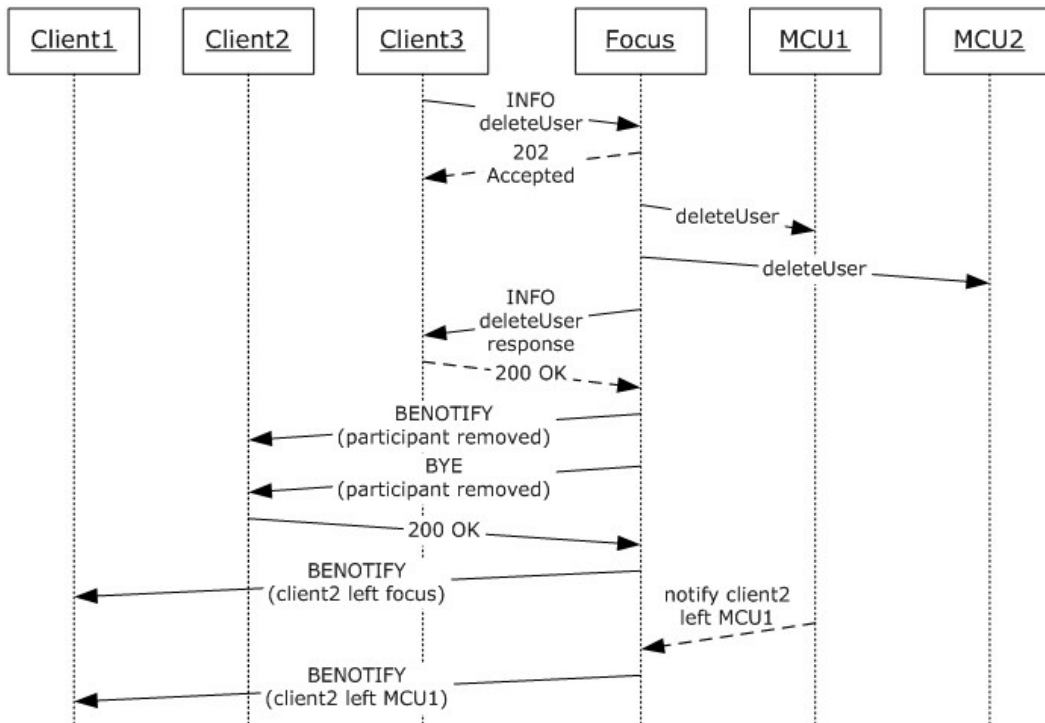 Client1
Client2
Client3
Focus
MCU1
MCU2
INFO
deleteUser
202
Accepted
deleteUser
deleteUser
INFO
deleteUser
response
200 OK
BENOTIFY
(participant removed)
BYE
(participant removed)
200 OK
BENOTIFY
(client2 left focus)
notify client2
left MCU1
BENOTIFY
(client2 left MCU1)